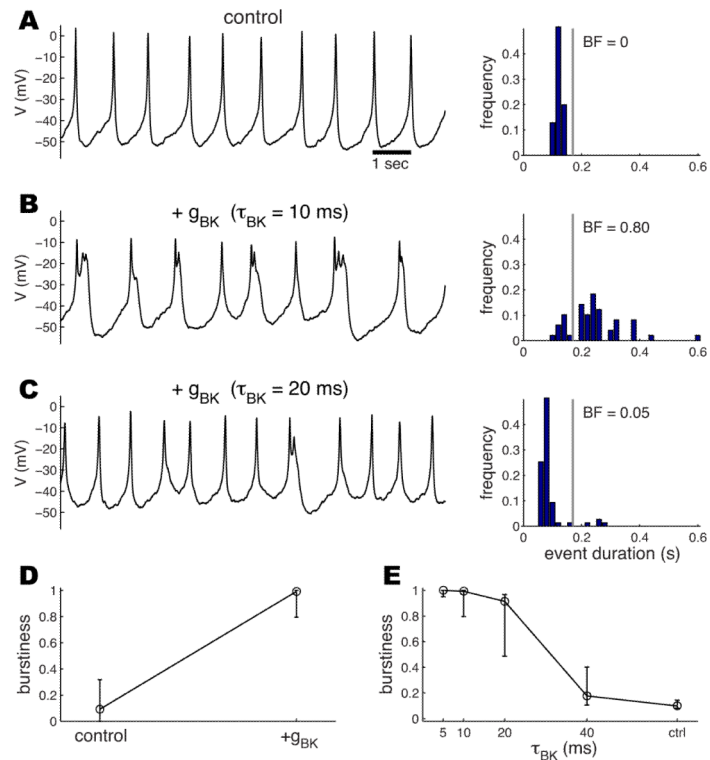 A
control
V (mV)
0
−10
−20
−30
−40
−50
1 sec
frequency
0.4
0.3
0.2
0.1
0
BF = 0
0
0.2
0.4
0.6
B
+ gBK (τBK = 10 ms)
V (mV)
0
−10
−20
−30
−40
−50
frequency
0.4
0.3
0.2
0.1
0
BF = 0.80
0
0.2
0.4
0.6
C
+ gBK (τBK = 20 ms)
V (mV)
0
−10
−20
−30
−40
−50
frequency
0.4
0.3
0.2
0.1
0
BF = 0.05
0
0.2
0.4
0.6
event duration (s)
D
burstiness
1
0.8
0.6
0.4
0.2
0
control
+gBK
E
burstiness
1
0.8
0.6
0.4
0.2
0
5
10
20
40
ctrl
τBK (ms)